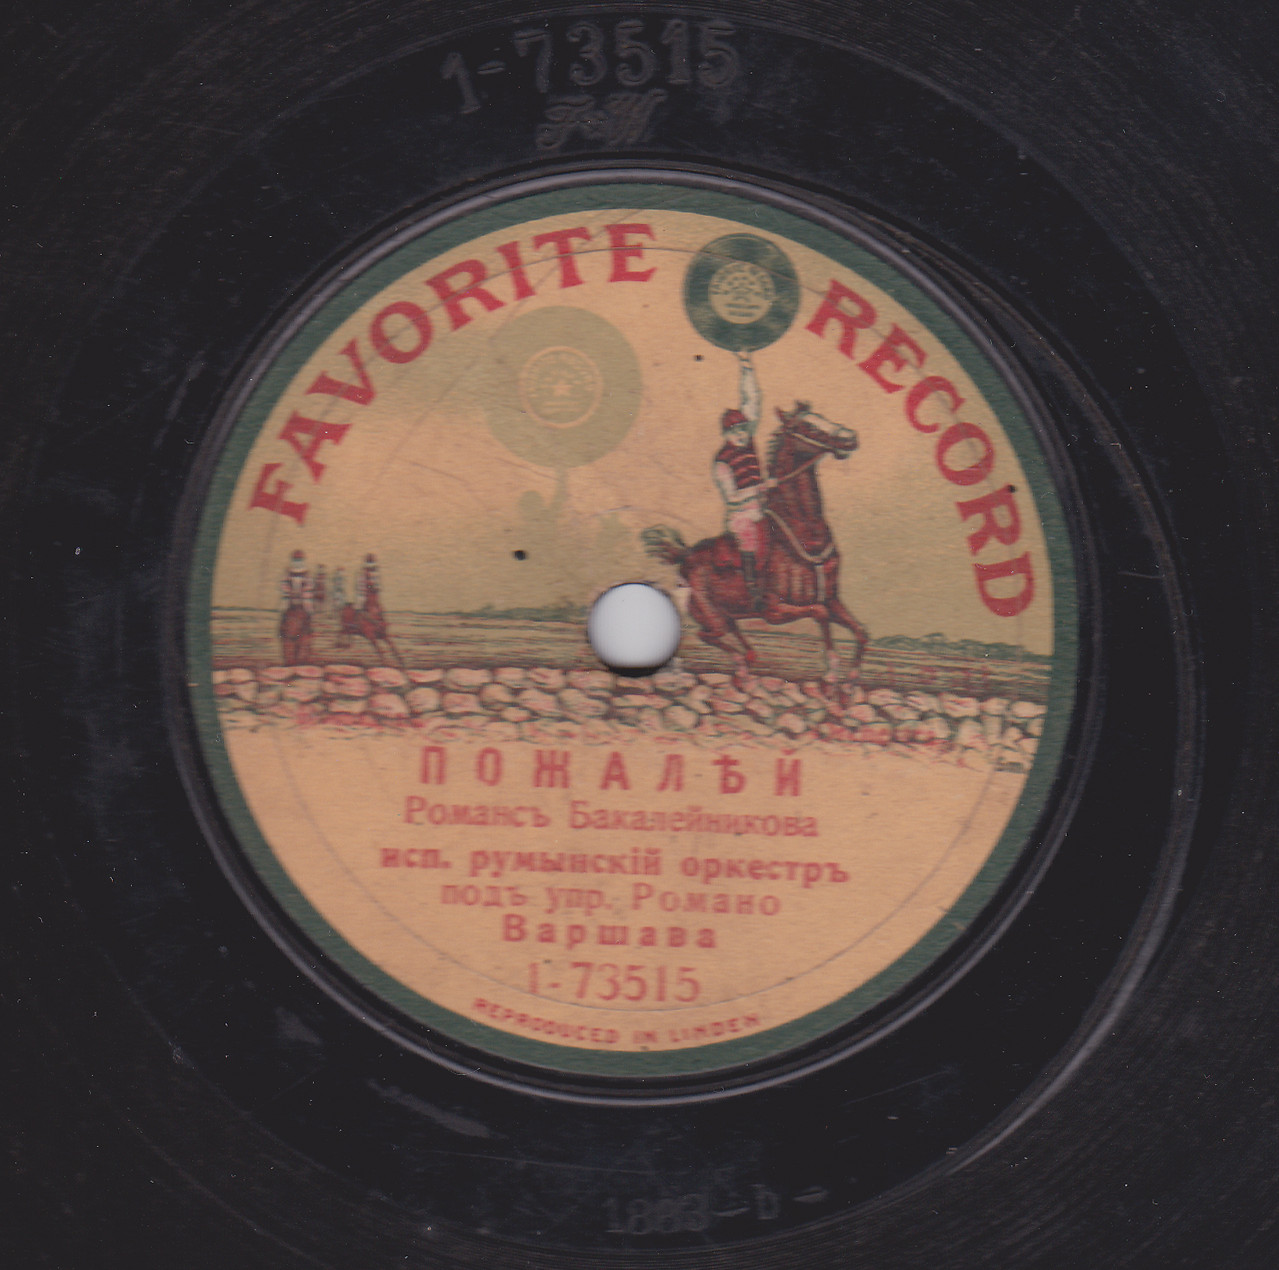 1-73515
F-W
FAVORITE RECORD
ПОЖАЛѢЙ
Романсъ Бакалейникова
исп. румынскій оркестръ
подъ упр. Романо
Варшава
1-73515
REPRODUCED IN LINDEN
1883-D-